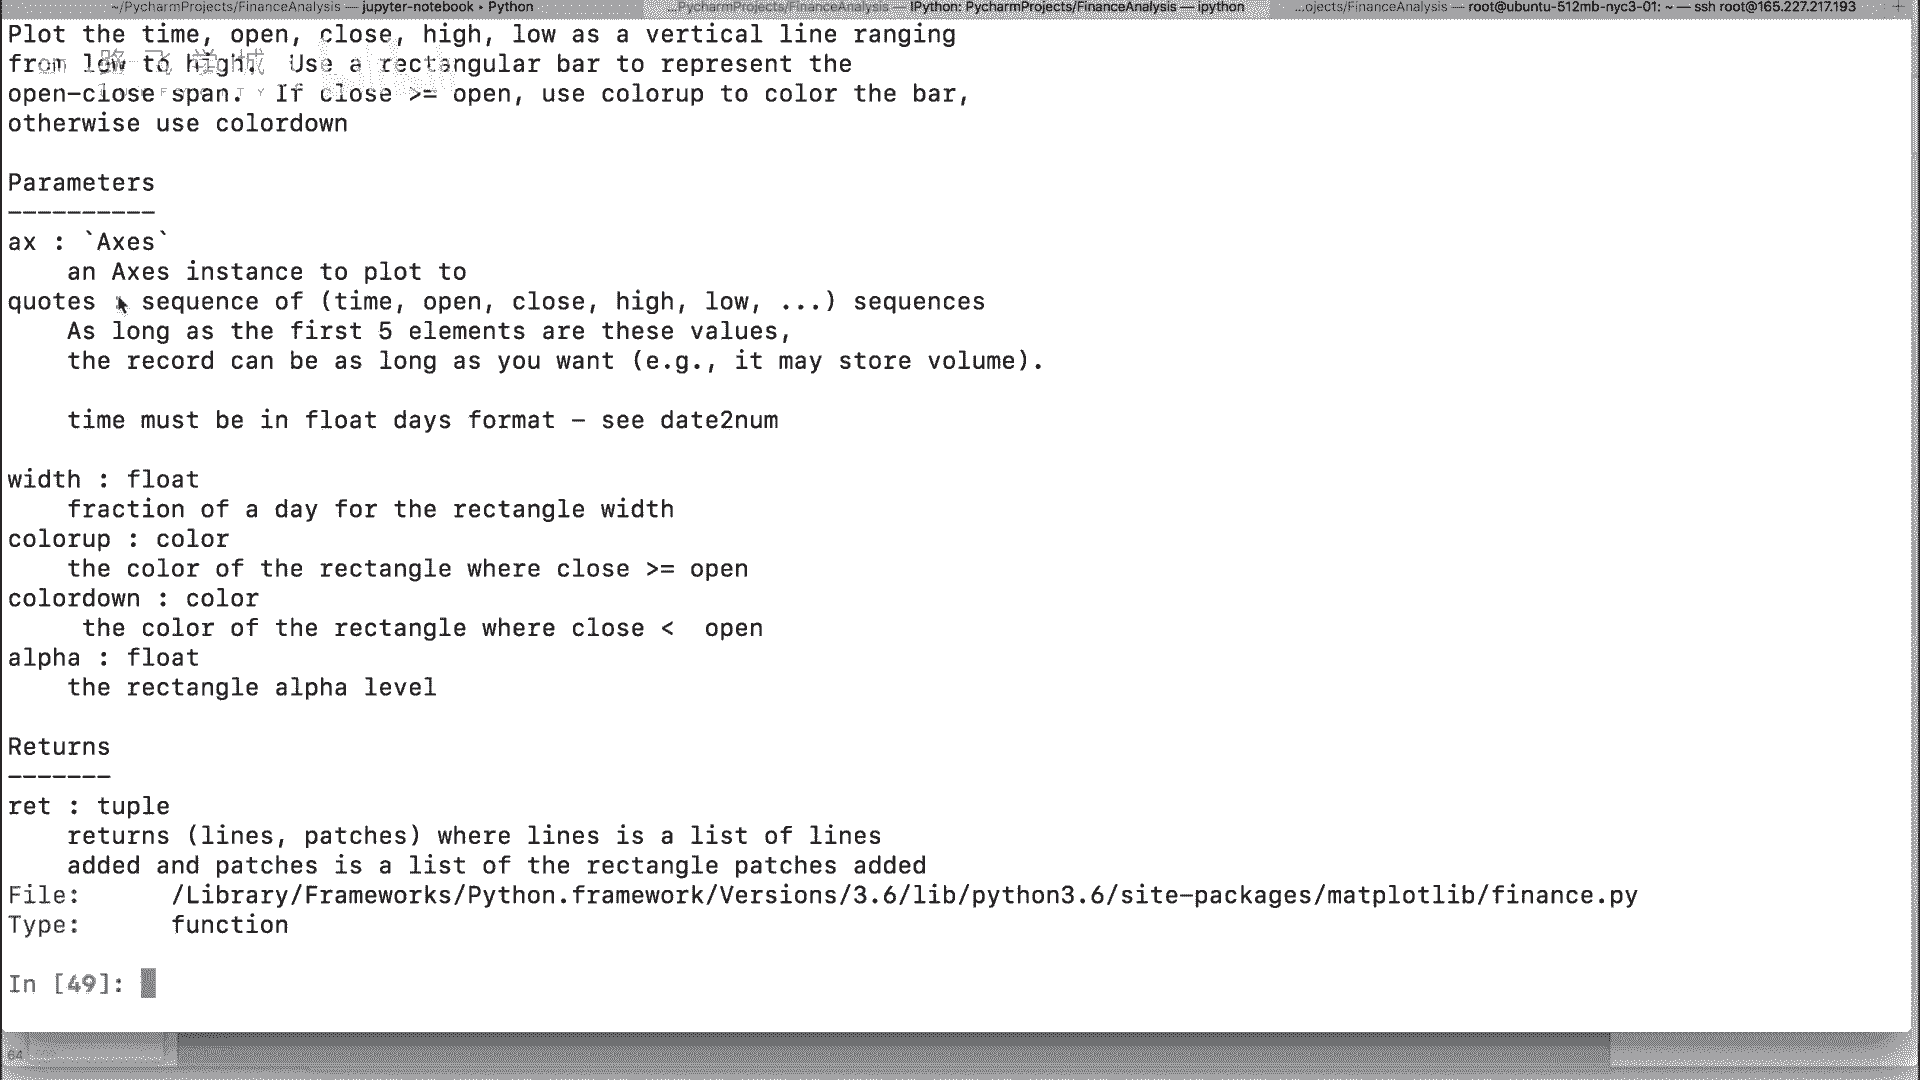 ~/PycharmProjects/FinanceAnalysis — jupyter-notebook • Python
...PycharmProjects/FinanceAnalysis — IPython: PycharmProjects/FinanceAnalysis — ipython
...ojects/FinanceAnalysis — root@ubuntu-512mb-nyc3-01: ~ — ssh root@165.227.217.193
+
Plot the time, open, close, high, low as a vertical line ranging
from low to high.  Use a rectangular bar to represent the
open-close span.  If close >= open, use colorup to color the bar,
otherwise use colordown
路飞学城
Parameters
----------
ax : `Axes`
    an Axes instance to plot to
quotes sequence of (time, open, close, high, low, ...) sequences
    As long as the first 5 elements are these values,
    the record can be as long as you want (e.g., it may store volume).
    time must be in float days format - see date2num
width : float
    fraction of a day for the rectangle width
colorup : color
    the color of the rectangle where close >= open
colordown : color
     the color of the rectangle where close <  open
alpha : float
    the rectangle alpha level
Returns
-------
ret : tuple
    returns (lines, patches) where lines is a list of lines
    added and patches is a list of the rectangle patches added
File:      /Library/Frameworks/Python.framework/Versions/3.6/lib/python3.6/site-packages/matplotlib/finance.py
Type:      function
In [49]:
64